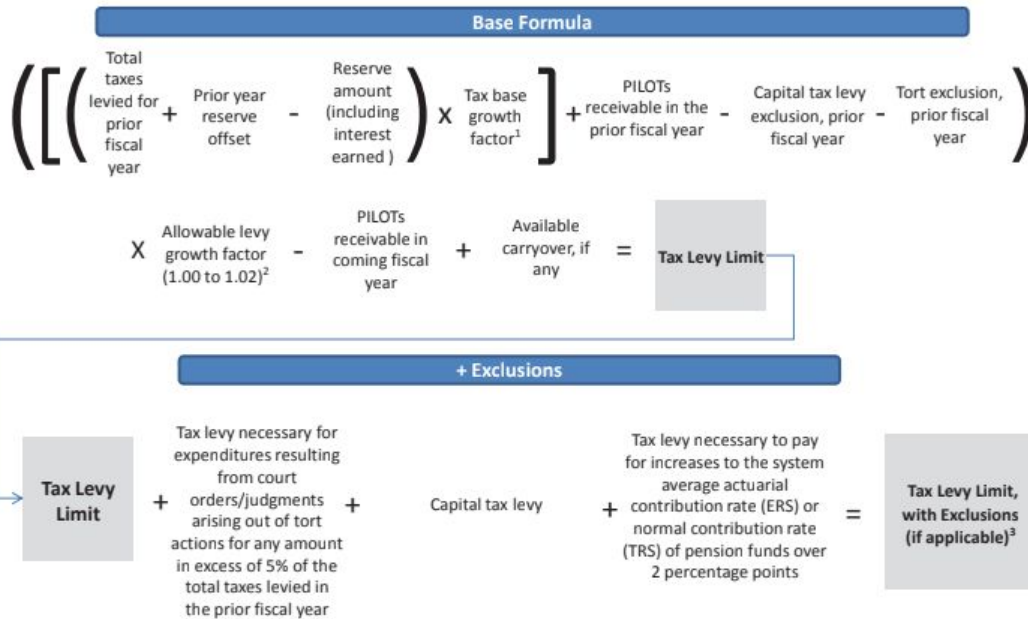 Base Formula
Total
taxes
levied for
prior
fiscal
year
+
Prior year
reserve
offset
-
Reserve
amount
(including
interest
earned )
x
Tax base
growth
factor¹
+
PILOTs
receivable in the
prior fiscal year
-
Capital tax levy
exclusion, prior
fiscal year
-
Tort exclusion,
prior fiscal
year
X
Allowable levy
growth factor
(1.00 to 1.02)²
-
PILOTs
receivable in
coming fiscal
year
+
Available
carryover, if
any
=
Tax Levy Limit
+ Exclusions
Tax Levy
Limit
+
Tax levy necessary for
expenditures resulting
from court
orders/judgments
arising out of tort
actions for any amount
in excess of 5% of the
total taxes levied in
the prior fiscal year
+
Capital tax levy
+
Tax levy necessary to pay
for increases to the system
average actuarial
contribution rate (ERS) or
normal contribution rate
(TRS) of pension funds over
2 percentage points
=
Tax Levy Limit,
with Exclusions
(if applicable)³